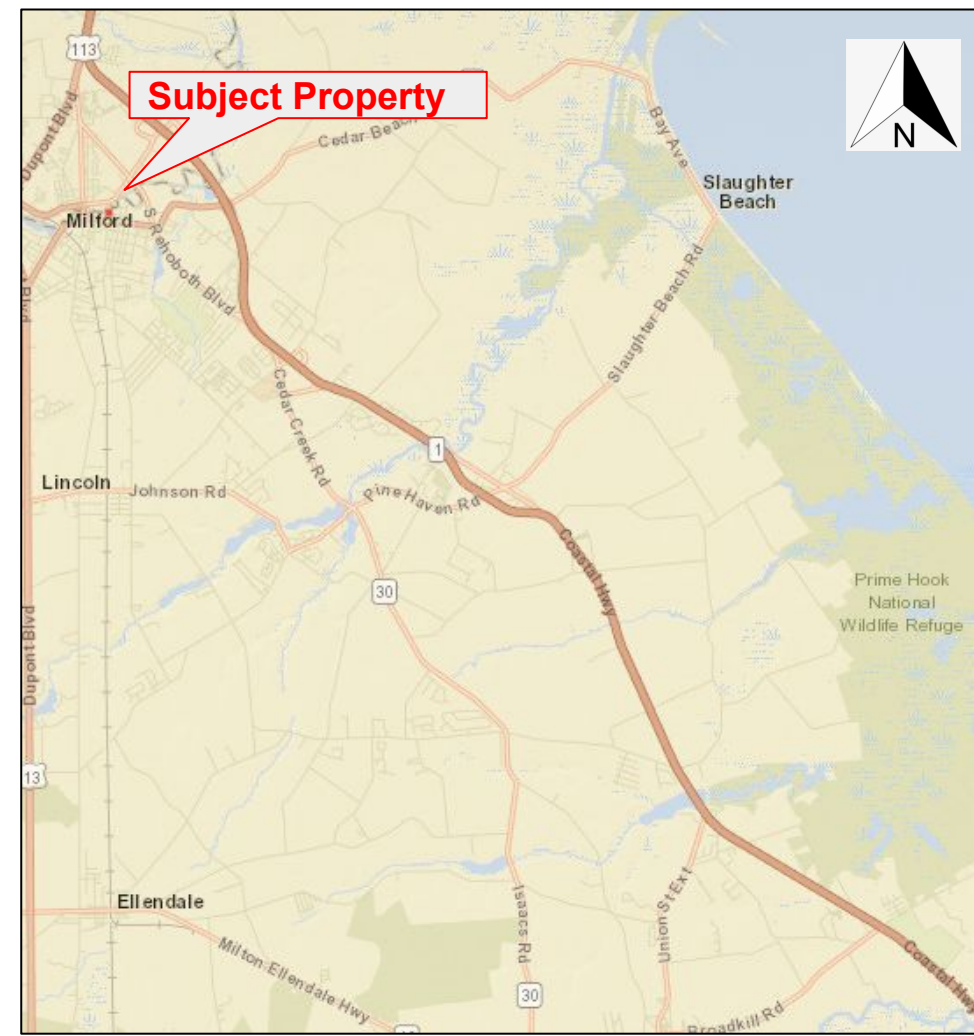 113
Subject Property
N
Dupont Blvd
Cedar Beach
Bay Ave
Slaughter
Beach
Milford
S Rehoboth Blvd
Blvd
Slaughter Beach Rd
Cedar Creek Rd
1
Lincoln
Johnson Rd
Pine Haven Rd
Coastal Hwy
30
Prime Hook
National
Wildlife Refuge
Dupont Blvd
13
Ellendale
Isaacs Rd
Union St Ext
Milton Ellendale Hwy
30
Coastal Hw
Broadkill Rd